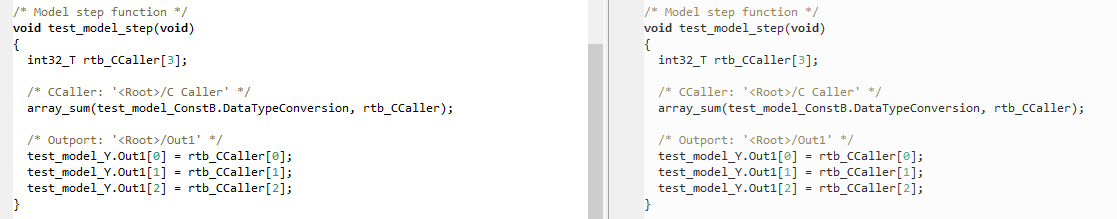 /* Model step function */
void test_model_step(void)
{
  int32_T rtb_CCaller[3];
  /* CCaller: '<Root>/C Caller' */
  array_sum(test_model_ConstB.DataTypeConversion, rtb_CCaller);
  /* Outport: '<Root>/Out1' */
  test_model_Y.Out1[0] = rtb_CCaller[0];
  test_model_Y.Out1[1] = rtb_CCaller[1];
  test_model_Y.Out1[2] = rtb_CCaller[2];
}
/* Model step function */
void test_model_step(void)
{
  int32_T rtb_CCaller[3];
  /* CCaller: '<Root>/C Caller' */
  array_sum(test_model_ConstB.DataTypeConversion, rtb_CCaller);
  /* Outport: '<Root>/Out1' */
  test_model_Y.Out1[0] = rtb_CCaller[0];
  test_model_Y.Out1[1] = rtb_CCaller[1];
  test_model_Y.Out1[2] = rtb_CCaller[2];
}